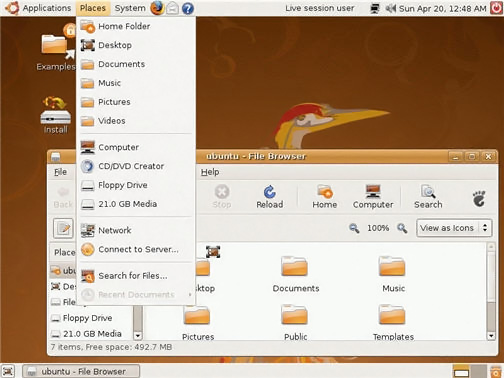 Applications Places System Live session user Sun Apr 20, 12:48 AM
Home Folder
Desktop
Documents
Music
Pictures
Videos
Computer
CD/DVD Creator
Floppy Drive
21.0 GB Media
Network
Connect to Server...
Search for Files...
Recent Documents
Examples
Install
ubuntu - File Browser
File Help
Back Stop Reload Home Computer Search
100% View as Icons
Places
Floppy Drive
21.0 GB Media
Documents Music
Pictures Public Templates
7 items, Free space: 492.7 MB
ubuntu - File Browser